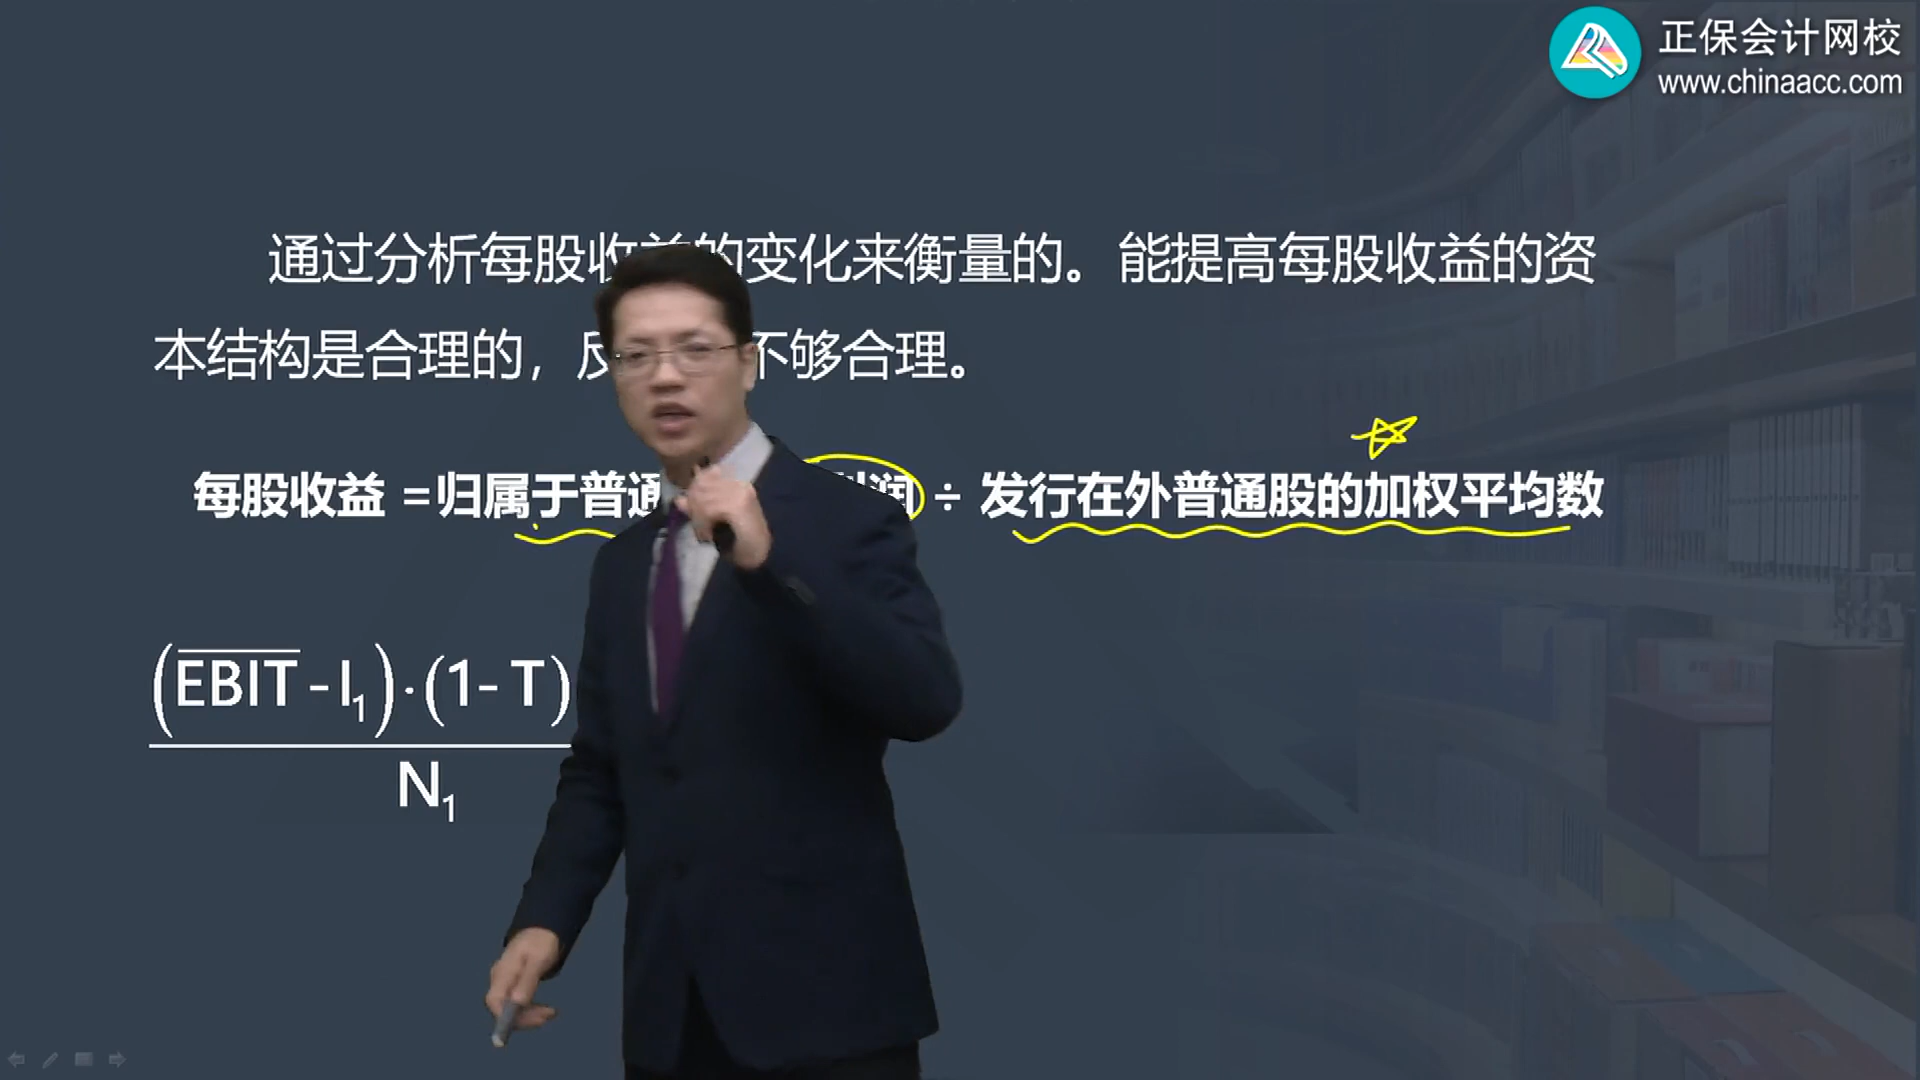 正保会计网校
www.chinaacc.com
通过分析每股收益的变化来衡量的。能提高每股收益的资
本结构是合理的，反 不够合理。
每股收益 =归属于普通 利润 ÷ 发行在外普通股的加权平均数
(EBIT - I₁)·(1- T)
N₁